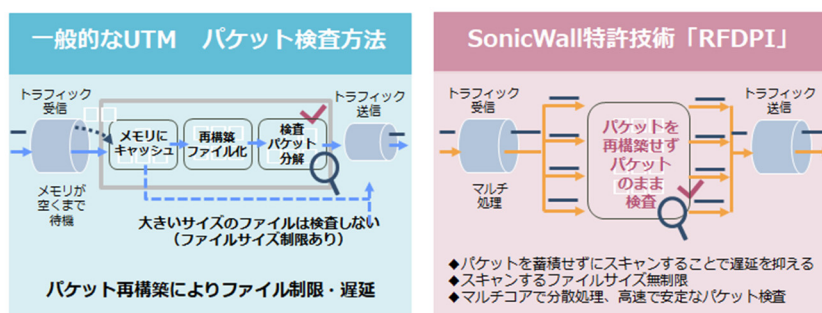 一般的なUTM　パケット検査方法
トラフィック
受信
メモリに
キャッシュ
再構築
ファイル化
検査
パケット
分解
トラフィック
送信
メモリが
空くまで
待機
大きいサイズのファイルは検査しない
（ファイルサイズ制限あり）
パケット再構築によりファイル制限・遅延
SonicWall特許技術「RFDPI」
トラフィック
受信
マルチ
処理
パケットを
再構築せず
パケット
のまま
検査
トラフィック
送信
◆パケットを蓄積せずにスキャンすることで遅延を抑える
◆スキャンするファイルサイズ無制限
◆マルチコアで分散処理、高速で安定なパケット検査